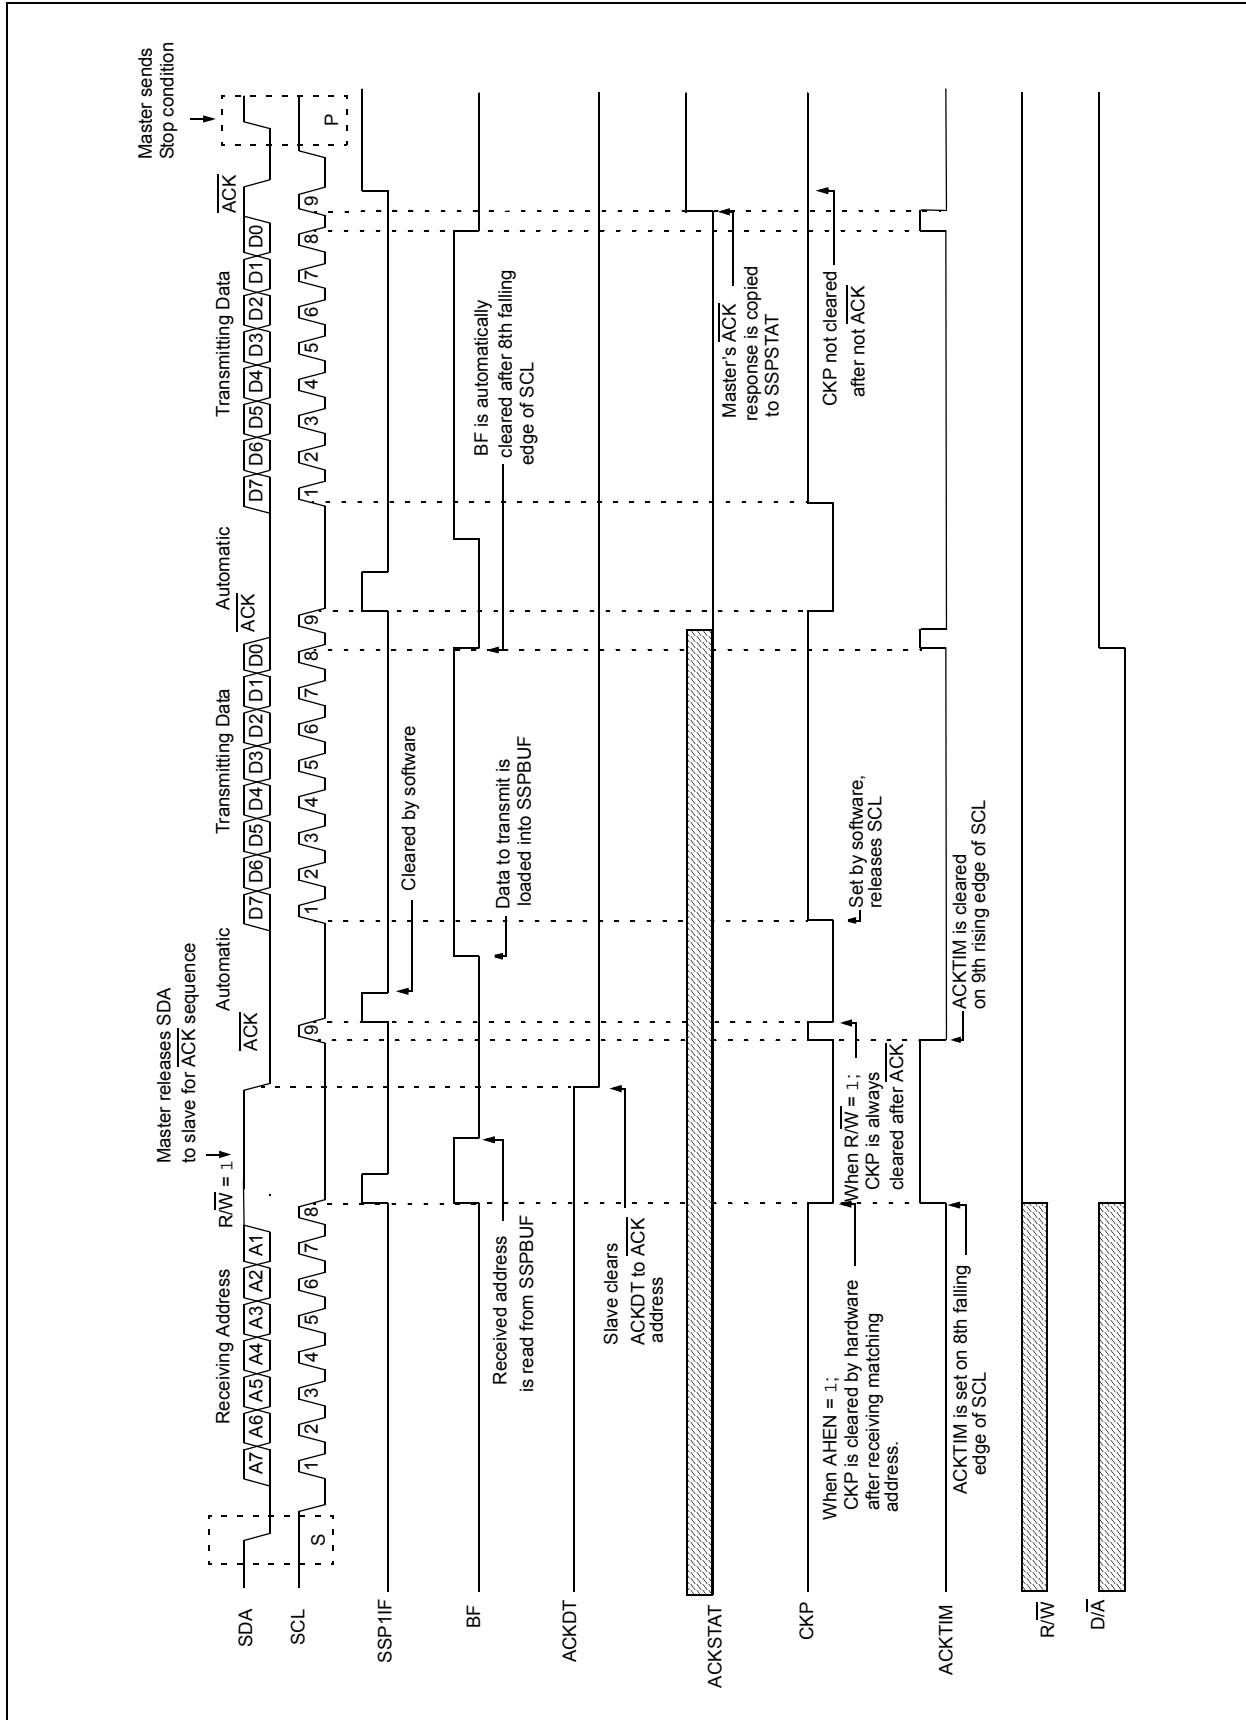 Master releases SDA
to slave for A̅C̅K̅ sequence
Master sends
Stop condition
Receiving Address
R/W̅ = 1
Automatic
Transmitting Data
Automatic
Transmitting Data
A̅C̅K̅
A̅C̅K̅
A̅C̅K̅
SDA
A7 A6 A5 A4 A3 A2 A1
D7 D6 D5 D4 D3 D2 D1 D0
D7 D6 D5 D4 D3 D2 D1 D0
SCL
S
1 2 3 4 5 6 7 8 9
1 2 3 4 5 6 7 8 9
1 2 3 4 5 6 7 8 9
P
SSP1IF
Cleared by software
BF
Received address
is read from SSPBUF
Data to transmit is
loaded into SSPBUF
BF is automatically
cleared after 8th falling
edge of SCL
ACKDT
Slave clears
ACKDT to A̅C̅K̅
address
ACKSTAT
Master's A̅C̅K̅
response is copied
to SSPSTAT
CKP
When AHEN = 1;
CKP is cleared by hardware
after receiving matching
address.
When R/W̅ = 1;
CKP is always
cleared after A̅C̅K̅
Set by software,
releases SCL
CKP not cleared
after not A̅C̅K̅
ACKTIM
ACKTIM is set on 8th falling
edge of SCL
ACKTIM is cleared
on 9th rising edge of SCL
R/W̅
D/A̅